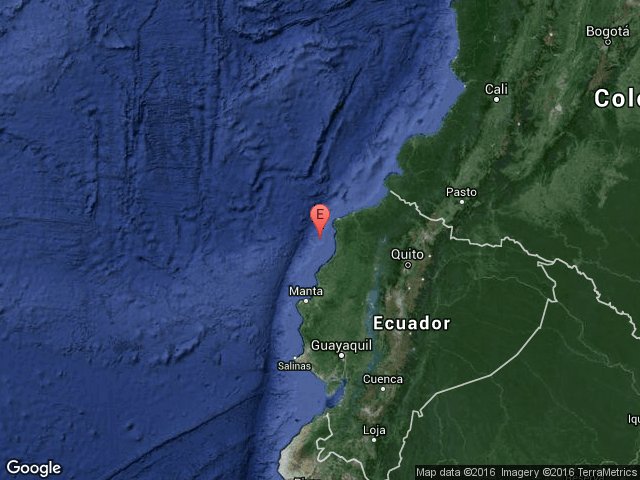 Bogotá
Cali
Colo
Pasto
E
Quito
Manta
Ecuador
Guayaquil
Salinas
Cuenca
Loja
Google
Map data ©2016 Imagery ©2016 TerraMetrics